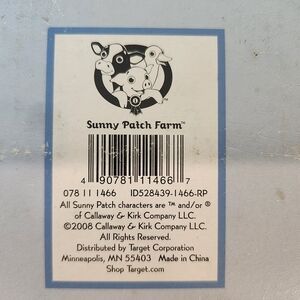 Sunny Patch Farm™
4 90781 11466 7
078 11 1466 ID528439-1466-RP
All Sunny Patch characters are ™ and/or ®
of Callaway & Kirk Company LLC.
©2008 Callaway & Kirk Company LLC.
All Rights Reserved.
Distributed by Target Corporation
Minneapolis, MN 55403 Made in China
Shop Target.com